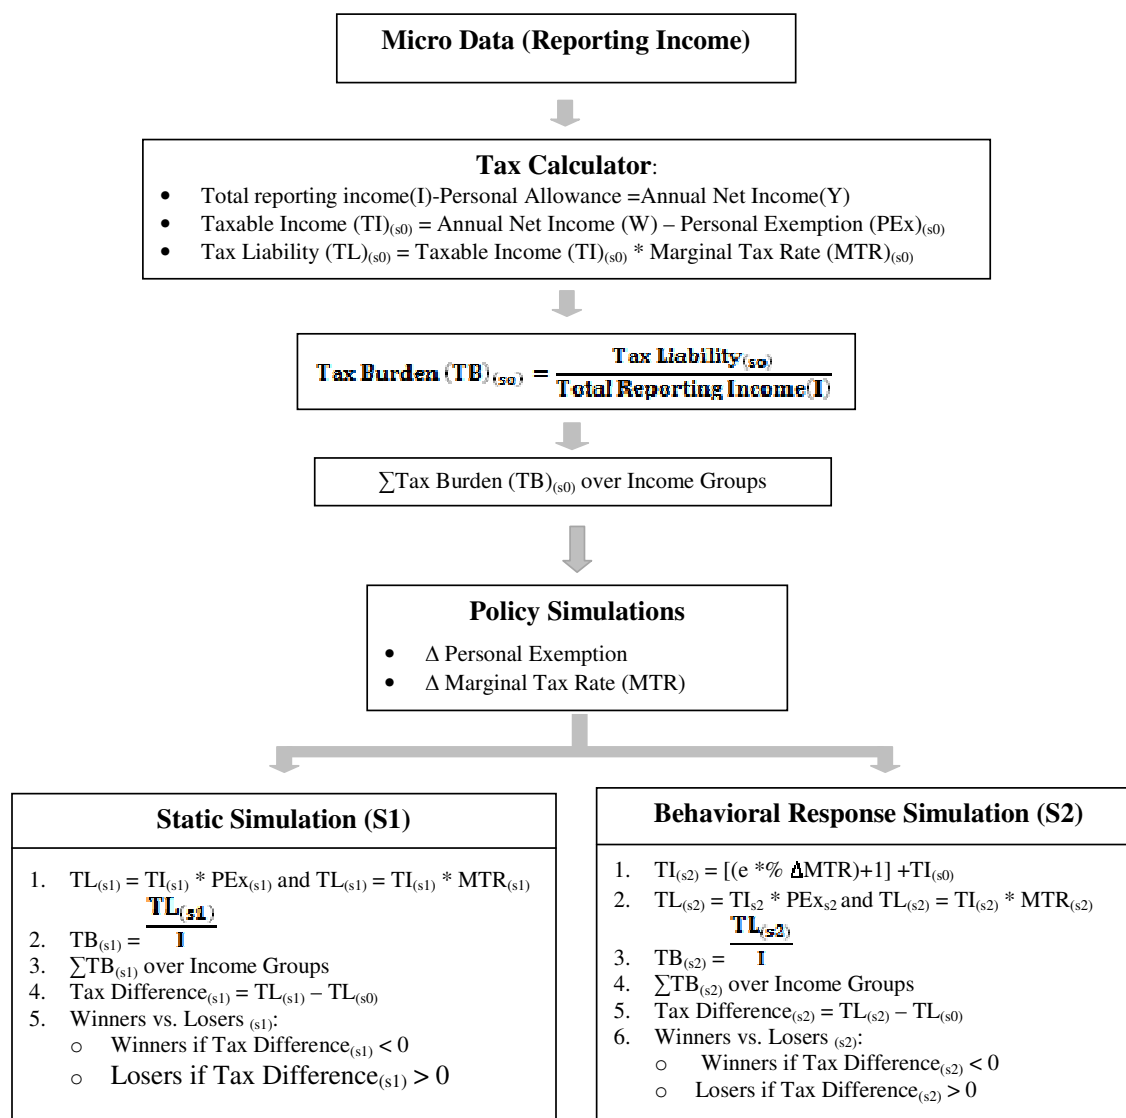 Micro Data (Reporting Income)
Tax Calculator:
• Total reporting income(I)-Personal Allowance =Annual Net Income(Y)
• Taxable Income (TI)(s0) = Annual Net Income (W) – Personal Exemption (PEx)(s0)
• Tax Liability (TL)(s0) = Taxable Income (TI)(s0) * Marginal Tax Rate (MTR)(s0)
Tax Burden (TB)(so) = Tax Liability(so) / Total Reporting Income(I)
∑Tax Burden (TB)(s0) over Income Groups
Policy Simulations
• Δ Personal Exemption
• Δ Marginal Tax Rate (MTR)
Static Simulation (S1)
1. TL(s1) = TI(s1) * PEx(s1) and TL(s1) = TI(s1) * MTR(s1)
2. TB(s1) = TL(s1) / I
3. ∑TB(s1) over Income Groups
4. Tax Difference(s1) = TL(s1) – TL(s0)
5. Winners vs. Losers (s1):
o Winners if Tax Difference(s1) < 0
o Losers if Tax Difference(s1) > 0
Behavioral Response Simulation (S2)
1. TI(s2) = [(e *% ΔMTR)+1] +TI(s0)
2. TL(s2) = TIs2 * PExs2 and TL(s2) = TI(s2) * MTR(s2)
3. TB(s2) = TL(s2) / I
4. ∑TB(s2) over Income Groups
5. Tax Difference(s2) = TL(s2) – TL(s0)
6. Winners vs. Losers (s2):
o Winners if Tax Difference(s2) < 0
o Losers if Tax Difference(s2) > 0